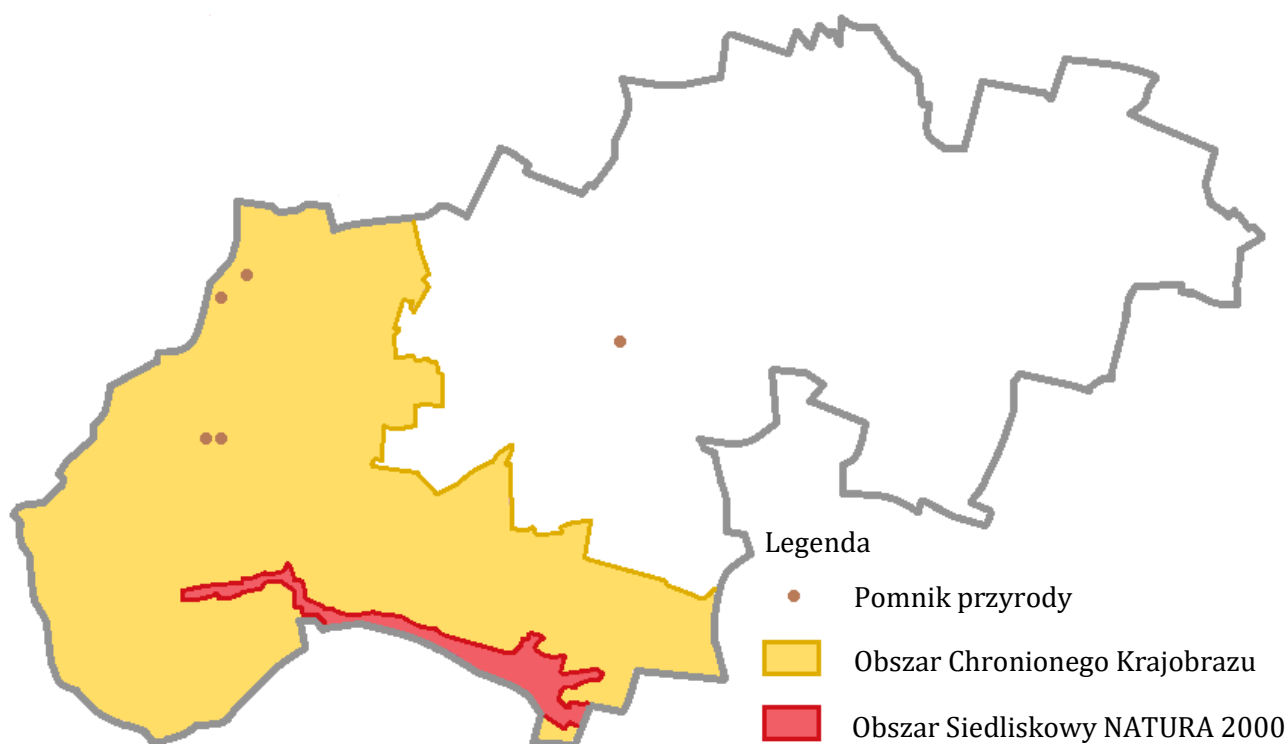 Legenda
Pomnik przyrody
Obszar Chronionego Krajobrazu
Obszar Siedliskowy NATURA 2000